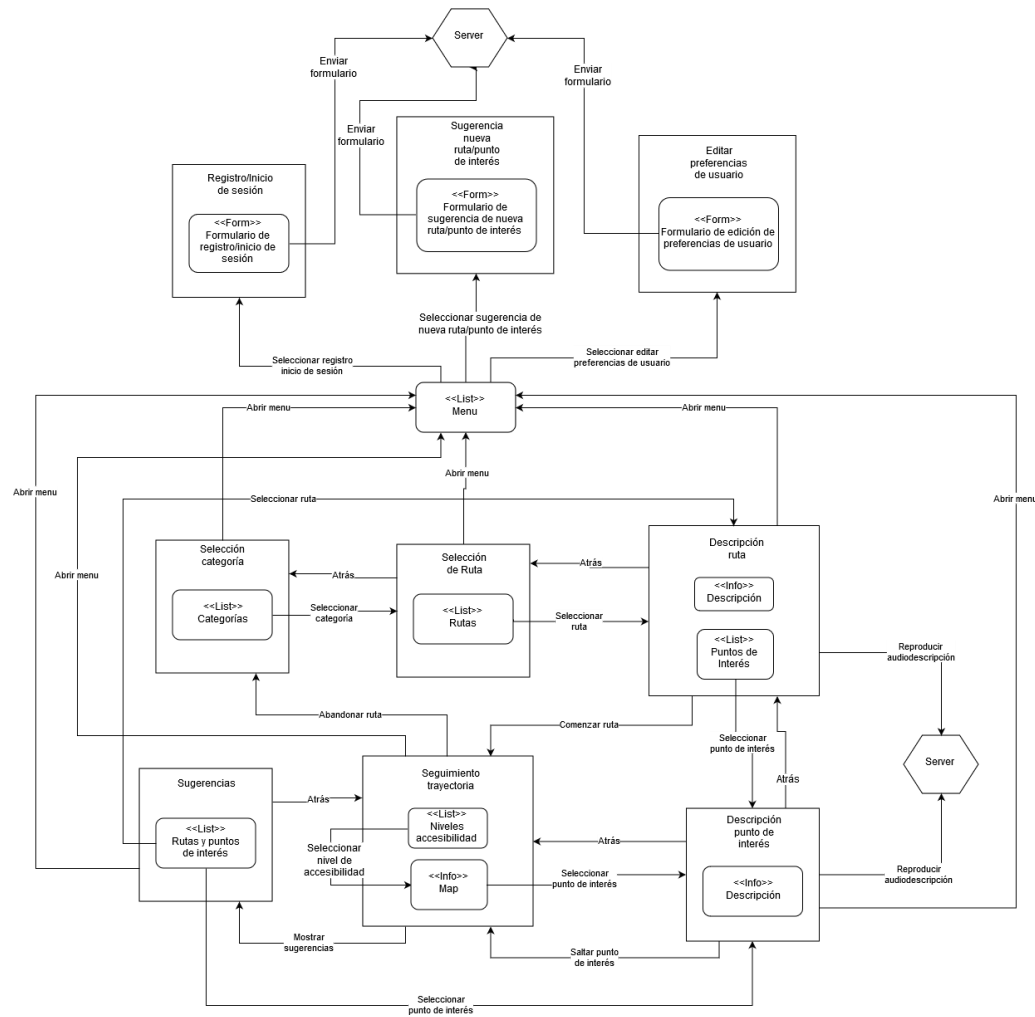 Server
Enviar
formulario
Enviar
formulario
Enviar
formulario
Sugerencia
nueva
ruta/punto
de interés
<<Form>>
Formulario de
sugerencia de nueva
ruta/punto de interés
Registro/Inicio
de sesión
<<Form>>
Formulario de
registro/inicio de
sesión
Editar
preferencias
de usuario
<<Form>>
Formulario de edición de
preferencias de usuario
Seleccionar sugerencia de
nueva ruta/punto de interés
Seleccionar registro
inicio de sesión
Seleccionar editar
preferencias de usuario
<<List>>
Menu
Abrir menu
Abrir menu
Abrir menu
Abrir menu
Abrir menu
Abrir menu
Seleccionar ruta
Selección
categoría
<<List>>
Categorías
Atrás
Seleccionar
categoría
Selección
de Ruta
<<List>>
Rutas
Atrás
Seleccionar
ruta
Descripción
ruta
<<Info>>
Descripción
<<List>>
Puntos de
Interés
Reproducir
audiodescripción
Abandonar ruta
Comenzar ruta
Seleccionar
punto de interés
Server
Sugerencias
<<List>>
Rutas y puntos
de interés
Atrás
Seguimiento
trayectoria
<<List>>
Niveles
accesibilidad
Seleccionar
nivel de
accesibilidad
<<Info>>
Map
Atrás
Atrás
Seleccionar
punto de interés
Descripción
punto de
interés
<<Info>>
Descripción
Reproducir
audiodescripción
Mostrar
sugerencias
Saltar punto
de interés
Seleccionar
punto de interés